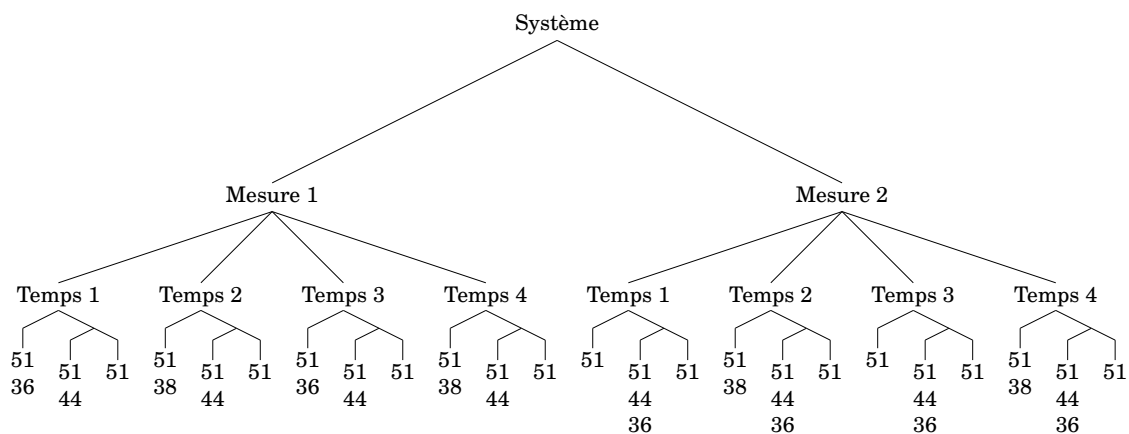 Système
Mesure 1 Mesure 2
Temps 1 Temps 2 Temps 3 Temps 4 Temps 1 Temps 2 Temps 3 Temps 4
51 51 51 51 51 51 51 51 51 51 51 51 51 51 51 51 51 51 51 51 51 51 51 51
36 38 36 38 38 38
44 44 44 44 44 44 44 44
36 36 36 36